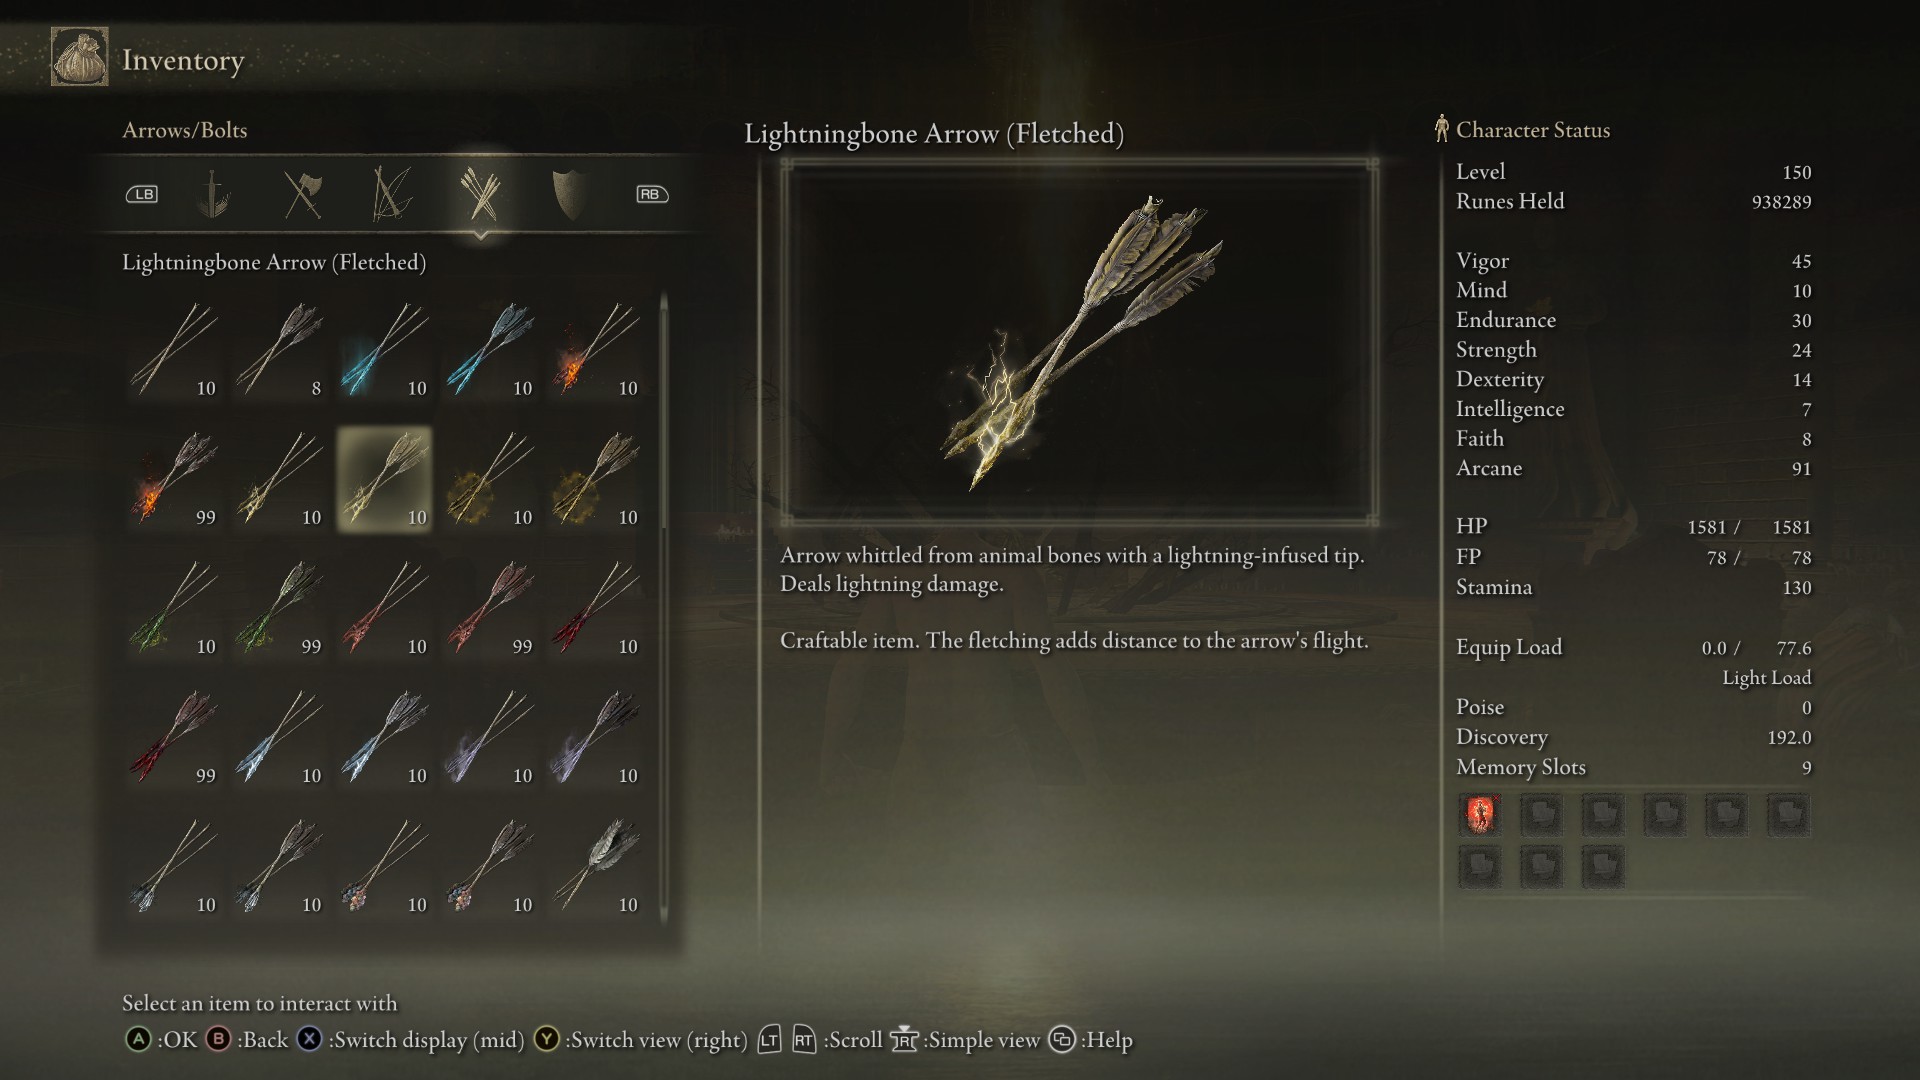 Inventory
Arrows/Bolts
LB
RB
Lightningbone Arrow (Fletched)
10 8 10 10 10
99 10 10 10 10
10 99 10 99 10
99 10 10 10 10
10 10 10 10 10
Lightningbone Arrow (Fletched)
Arrow whittled from animal bones with a lightning-infused tip.
Deals lightning damage.
Craftable item. The fletching adds distance to the arrow's flight.
Character Status
Level 150
Runes Held 938289
Vigor 45
Mind 10
Endurance 30
Strength 24
Dexterity 14
Intelligence 7
Faith 8
Arcane 91
HP 1581 / 1581
FP 78 / 78
Stamina 130
Equip Load 0.0 / 77.6
Light Load
Poise 0
Discovery 192.0
Memory Slots 9
Select an item to interact with
A :OK B :Back X :Switch display (mid) Y :Switch view (right) LT RT :Scroll R :Simple view :Help